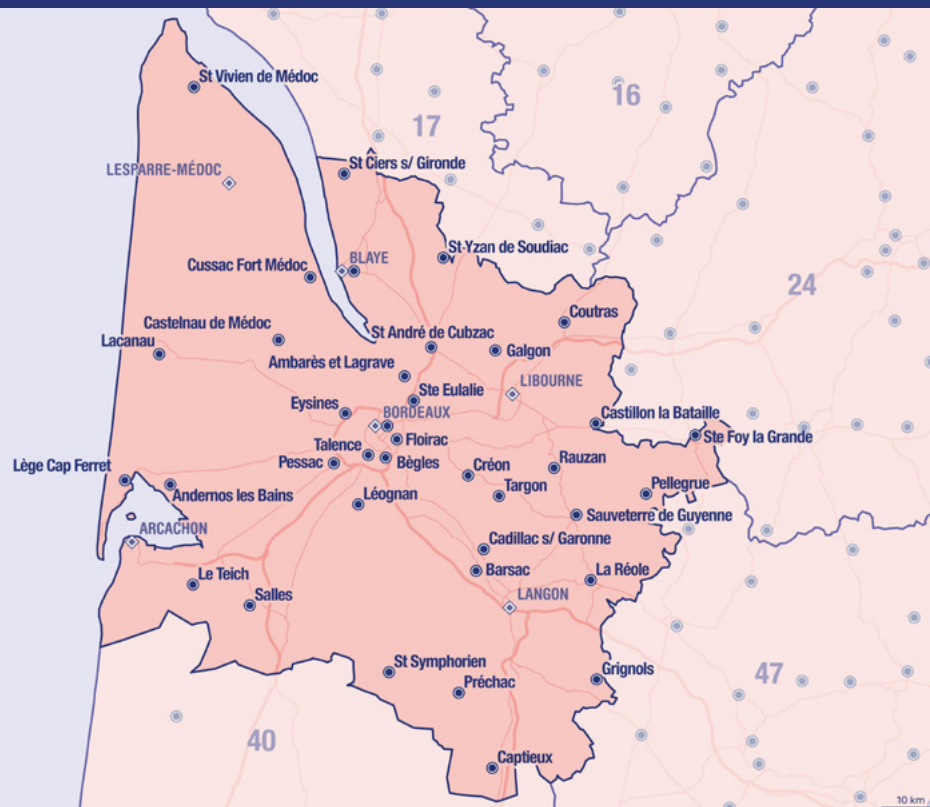 St Vivien de Médoc
16
17
LESPARRE-MÉDOC
St Ciers s/ Gironde
St Yzan de Soudiac
BLAYE
Cussac Fort Médoc
24
Coutras
Castelnau de Médoc
St André de Cubzac
Lacanau
Galgon
Ambarès et Lagrave
LIBOURNE
Ste Eulalie
Eysines
BORDEAUX
Castillon la Bataille
Floirac
Ste Foy la Grande
Talence
Pessac
Bègles
Rauzan
Lège Cap Ferret
Créon
Pellegrue
Targon
Andernos les Bains
Léognan
Sauveterre de Guyenne
ARCACHON
Cadillac s/ Garonne
Barsac
La Réole
Le Teich
LANGON
Salles
St Symphorien
Grignols
47
Préchac
40
Captieux
10 km